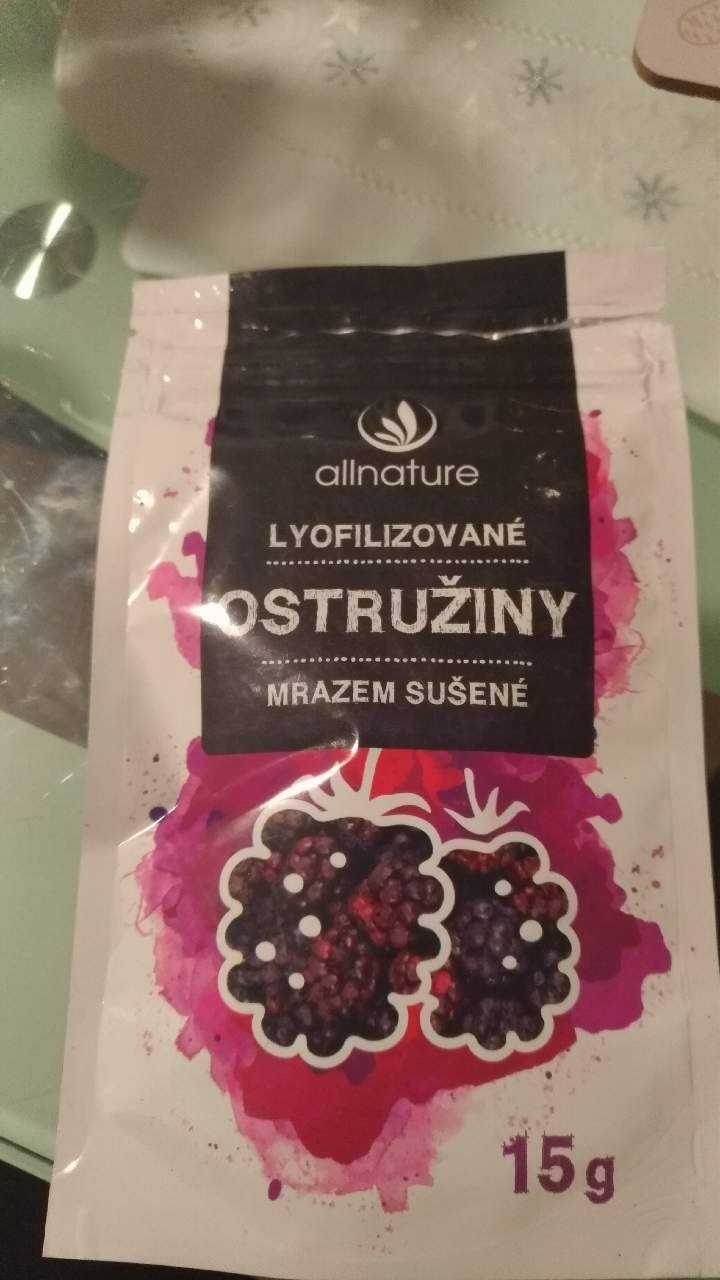 allnature
LYOFILIZOVANÉ
OSTRUŽINY
MRAZEM SUŠENÉ
15g